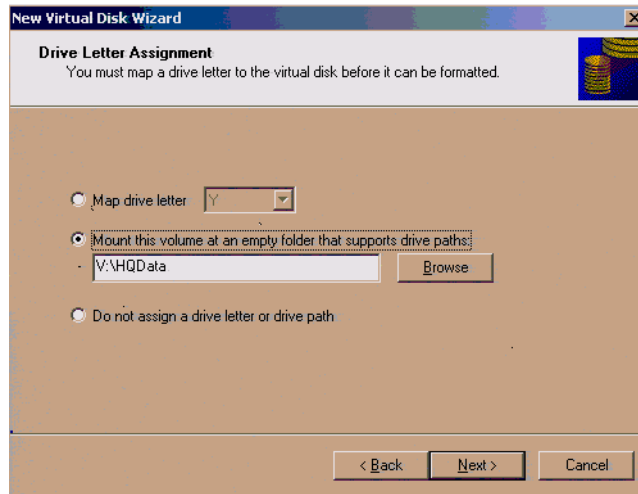 New Virtual Disk Wizard
Drive Letter Assignment
You must map a drive letter to the virtual disk before it can be formatted.
Map drive letter Y
Mount this volume at an empty folder that supports drive paths:
V:\HQData
Browse
Do not assign a drive letter or drive path
< Back Next > Cancel